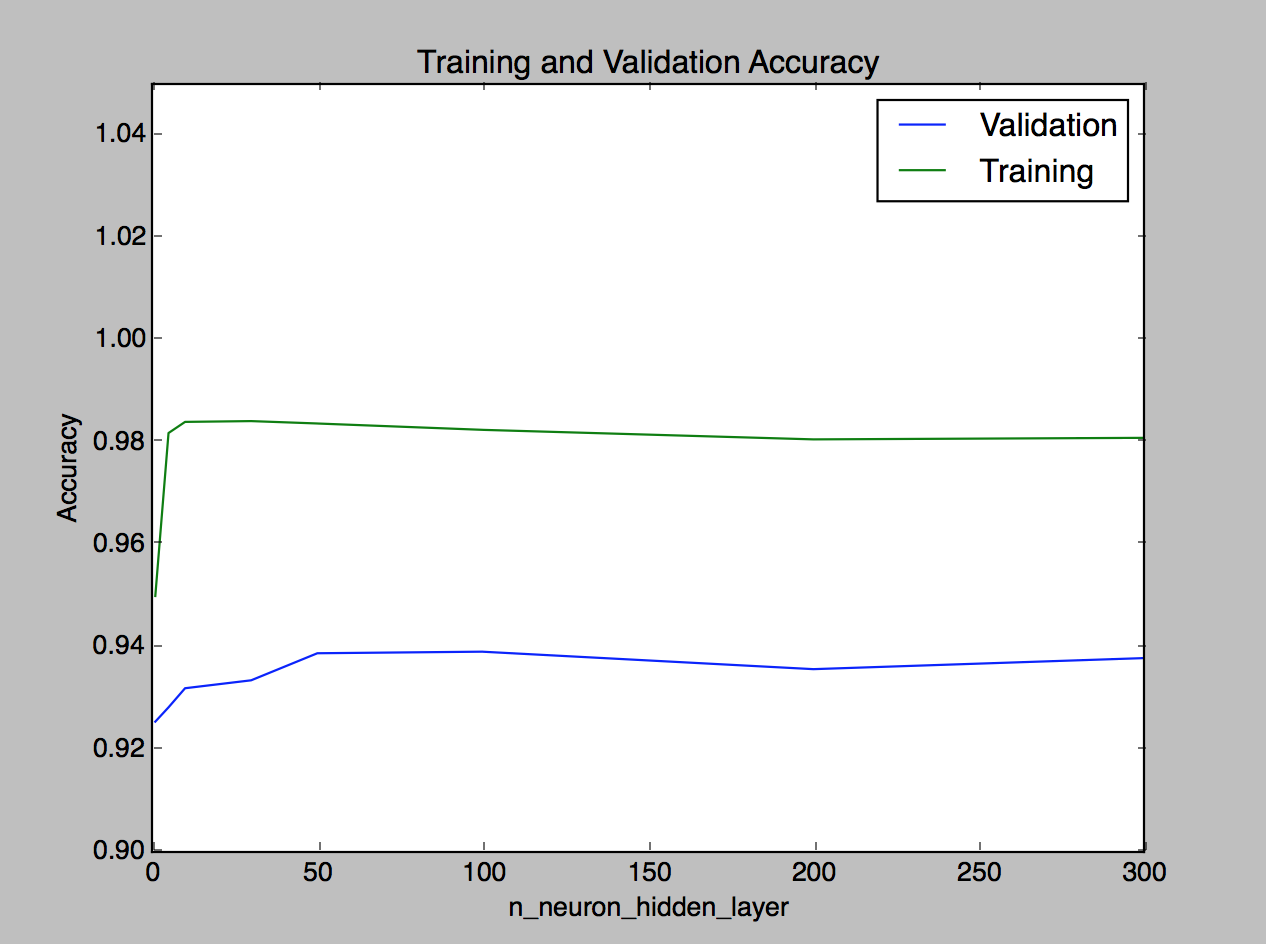 Training and Validation Accuracy
Validation
Training
1.04
1.02
1.00
0.98
0.96
0.94
0.92
0.90
Accuracy
0 50 100 150 200 250 300
n_neuron_hidden_layer